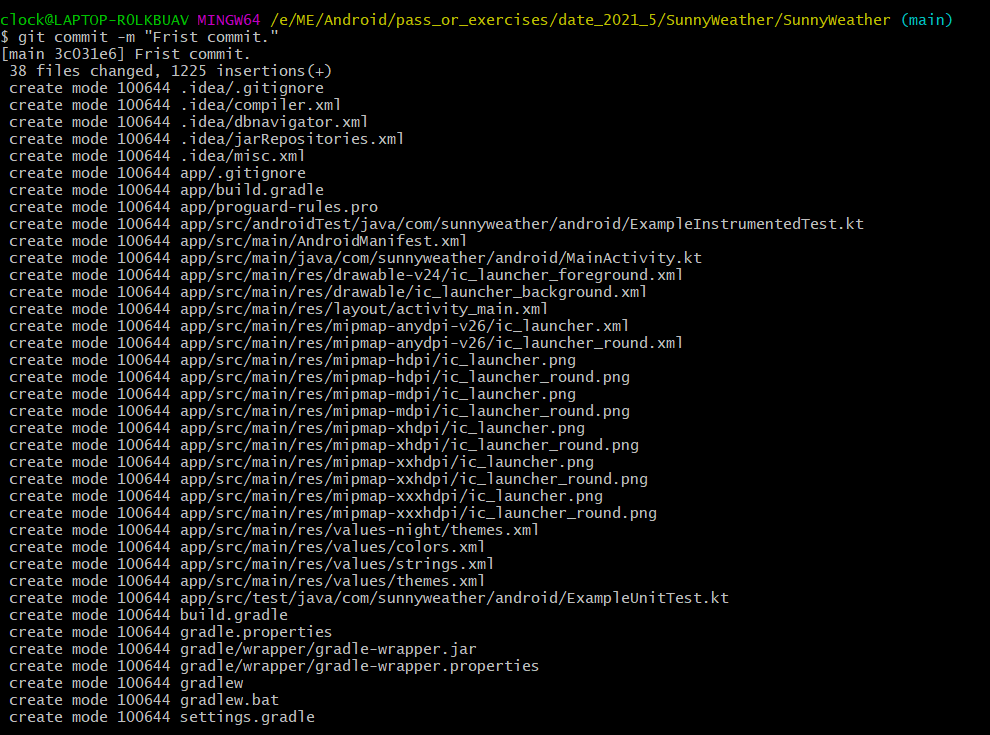 clock@LAPTOP-R0LKBUAV MINGW64 /e/ME/Android/pass_or_exercises/date_2021_5/SunnyWeather/SunnyWeather (main)
$ git commit -m "Frist commit."
[main 3c031e6] Frist commit.
 38 files changed, 1225 insertions(+)
 create mode 100644 .idea/.gitignore
 create mode 100644 .idea/compiler.xml
 create mode 100644 .idea/dbnavigator.xml
 create mode 100644 .idea/jarRepositories.xml
 create mode 100644 .idea/misc.xml
 create mode 100644 app/.gitignore
 create mode 100644 app/build.gradle
 create mode 100644 app/proguard-rules.pro
 create mode 100644 app/src/androidTest/java/com/sunnyweather/android/ExampleInstrumentedTest.kt
 create mode 100644 app/src/main/AndroidManifest.xml
 create mode 100644 app/src/main/java/com/sunnyweather/android/MainActivity.kt
 create mode 100644 app/src/main/res/drawable-v24/ic_launcher_foreground.xml
 create mode 100644 app/src/main/res/drawable/ic_launcher_background.xml
 create mode 100644 app/src/main/res/layout/activity_main.xml
 create mode 100644 app/src/main/res/mipmap-anydpi-v26/ic_launcher.xml
 create mode 100644 app/src/main/res/mipmap-anydpi-v26/ic_launcher_round.xml
 create mode 100644 app/src/main/res/mipmap-hdpi/ic_launcher.png
 create mode 100644 app/src/main/res/mipmap-hdpi/ic_launcher_round.png
 create mode 100644 app/src/main/res/mipmap-mdpi/ic_launcher.png
 create mode 100644 app/src/main/res/mipmap-mdpi/ic_launcher_round.png
 create mode 100644 app/src/main/res/mipmap-xhdpi/ic_launcher.png
 create mode 100644 app/src/main/res/mipmap-xhdpi/ic_launcher_round.png
 create mode 100644 app/src/main/res/mipmap-xxhdpi/ic_launcher.png
 create mode 100644 app/src/main/res/mipmap-xxhdpi/ic_launcher_round.png
 create mode 100644 app/src/main/res/mipmap-xxxhdpi/ic_launcher.png
 create mode 100644 app/src/main/res/mipmap-xxxhdpi/ic_launcher_round.png
 create mode 100644 app/src/main/res/values-night/themes.xml
 create mode 100644 app/src/main/res/values/colors.xml
 create mode 100644 app/src/main/res/values/strings.xml
 create mode 100644 app/src/main/res/values/themes.xml
 create mode 100644 app/src/test/java/com/sunnyweather/android/ExampleUnitTest.kt
 create mode 100644 build.gradle
 create mode 100644 gradle.properties
 create mode 100644 gradle/wrapper/gradle-wrapper.jar
 create mode 100644 gradle/wrapper/gradle-wrapper.properties
 create mode 100644 gradlew
 create mode 100644 gradlew.bat
 create mode 100644 settings.gradle